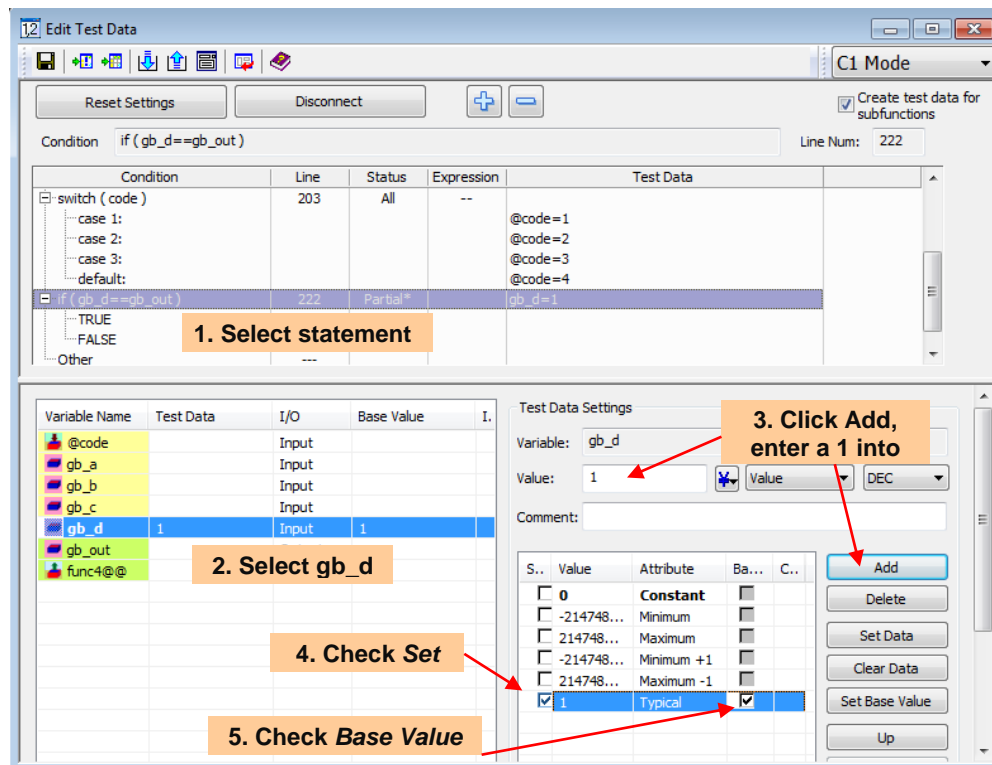 Edit Test Data
C1 Mode
Reset Settings Disconnect
Create test data for
subfunctions
Condition if ( gb_d==gb_out ) Line Num: 222
Condition Line Status Expression Test Data
switch ( code ) 203 All --
case 1: @code=1
case 2: @code=2
case 3: @code=3
default: @code=4
if ( gb_d==gb_out ) 222 Partial* gb_d=1
TRUE
FALSE
1. Select statement
Other ---
Variable Name Test Data I/O Base Value I.
@code Input
gb_a Input
gb_b Input
gb_c Input
gb_d 1 Input 1
gb_out
func4@@
2. Select gb_d
Test Data Settings
3. Click Add,
enter a 1 into
Variable: gb_d
Value: 1 Value DEC
Comment:
S.. Value Attribute Ba... C..
0 Constant
-214748... Minimum
214748... Maximum
-214748... Minimum +1
214748... Maximum -1
1 Typical
Add
Delete
Set Data
Clear Data
Set Base Value
Up
4. Check Set
5. Check Base Value